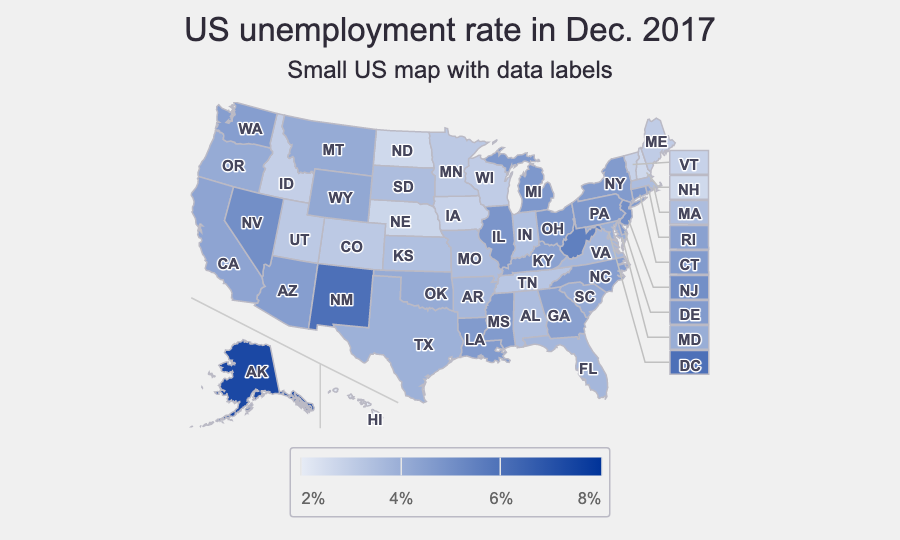 US unemployment rate in Dec. 2017
Small US map with data labels
WA
OR
CA
NV
ID
MT
WY
UT
AZ
CO
NM
ND
SD
NE
KS
OK
TX
MN
IA
MO
AR
LA
WI
IL
MS
MI
IN
KY
TN
AL
OH
GA
FL
SC
NC
VA
PA
NY
ME
VT
NH
MA
RI
CT
NJ
DE
MD
DC
AK
HI
2% 4% 6% 8%